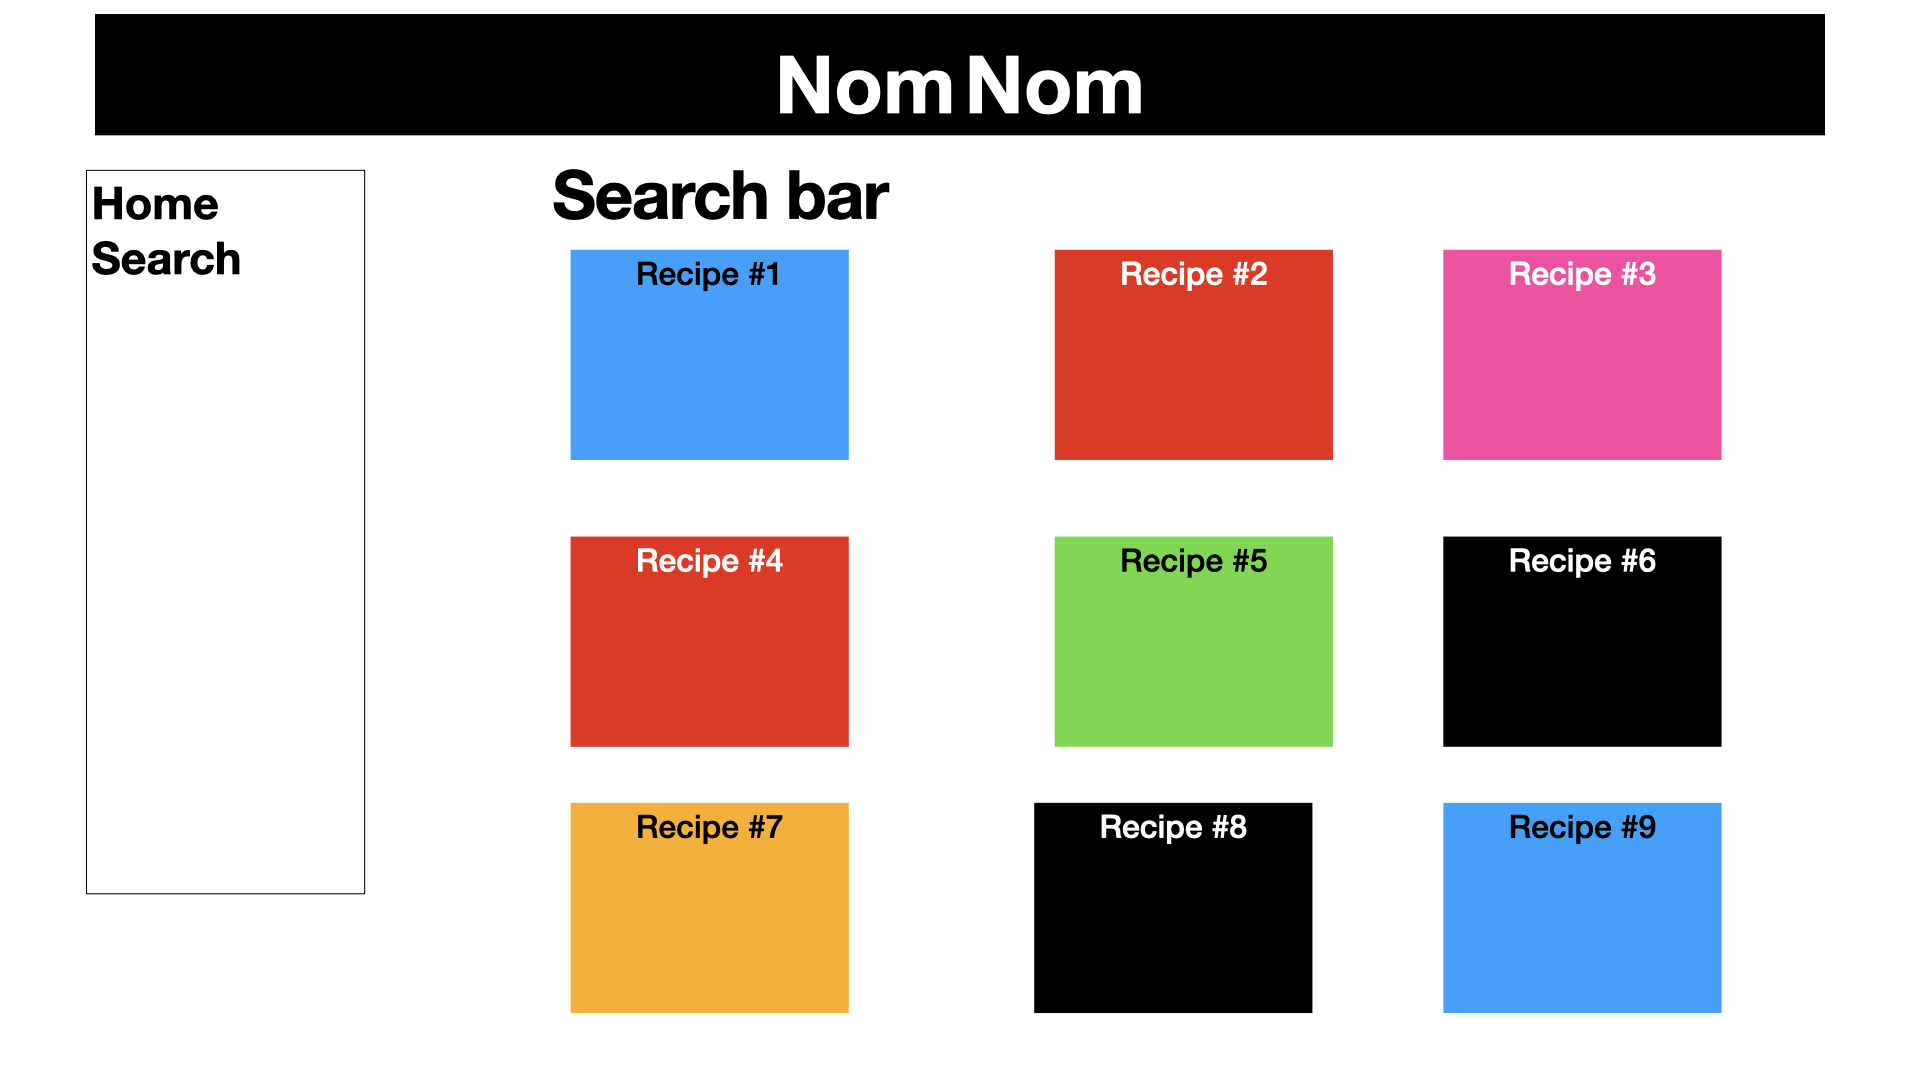 Nom Nom
Home
Search
Search bar
Recipe #1
Recipe #2
Recipe #3
Recipe #4
Recipe #5
Recipe #6
Recipe #7
Recipe #8
Recipe #9